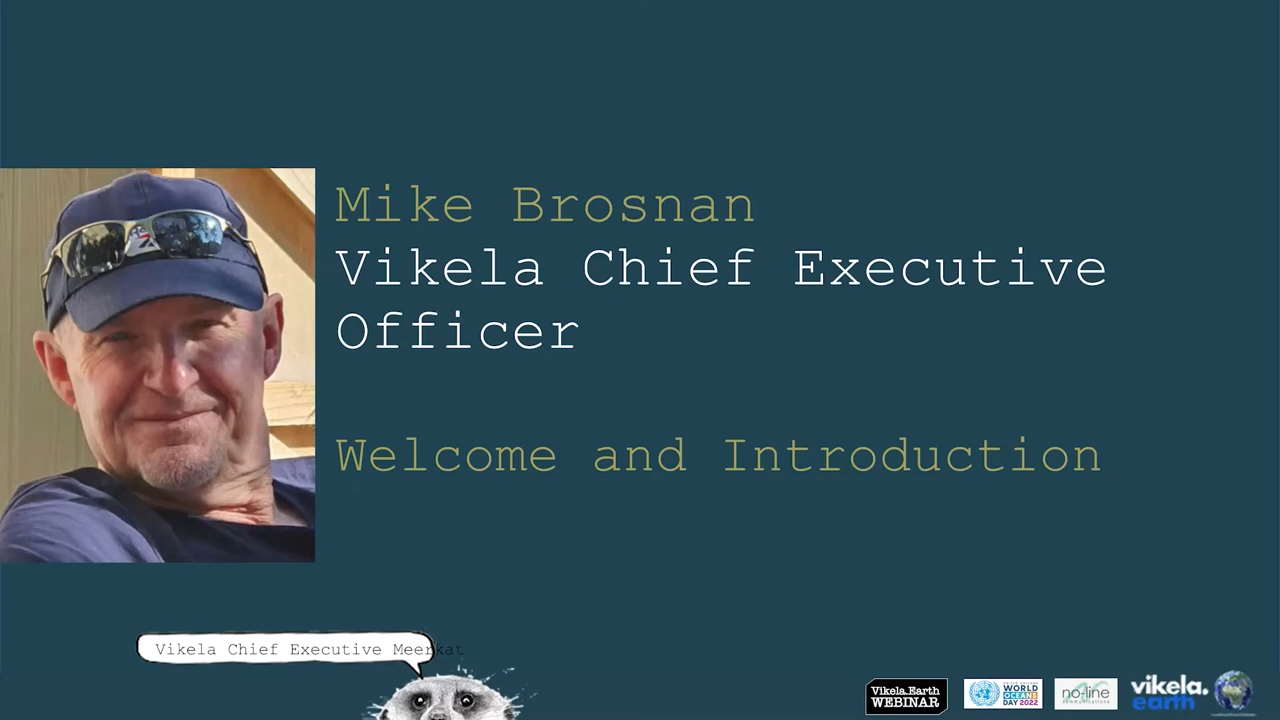 Mike Brosnan
Vikela Chief Executive
Officer
Welcome and Introduction
Vikela Chief Executive Meerkat
Vikela.Earth
WEBINAR
WORLD
OCEANS
DAY 2022
no-line
communications
vikela.
earth